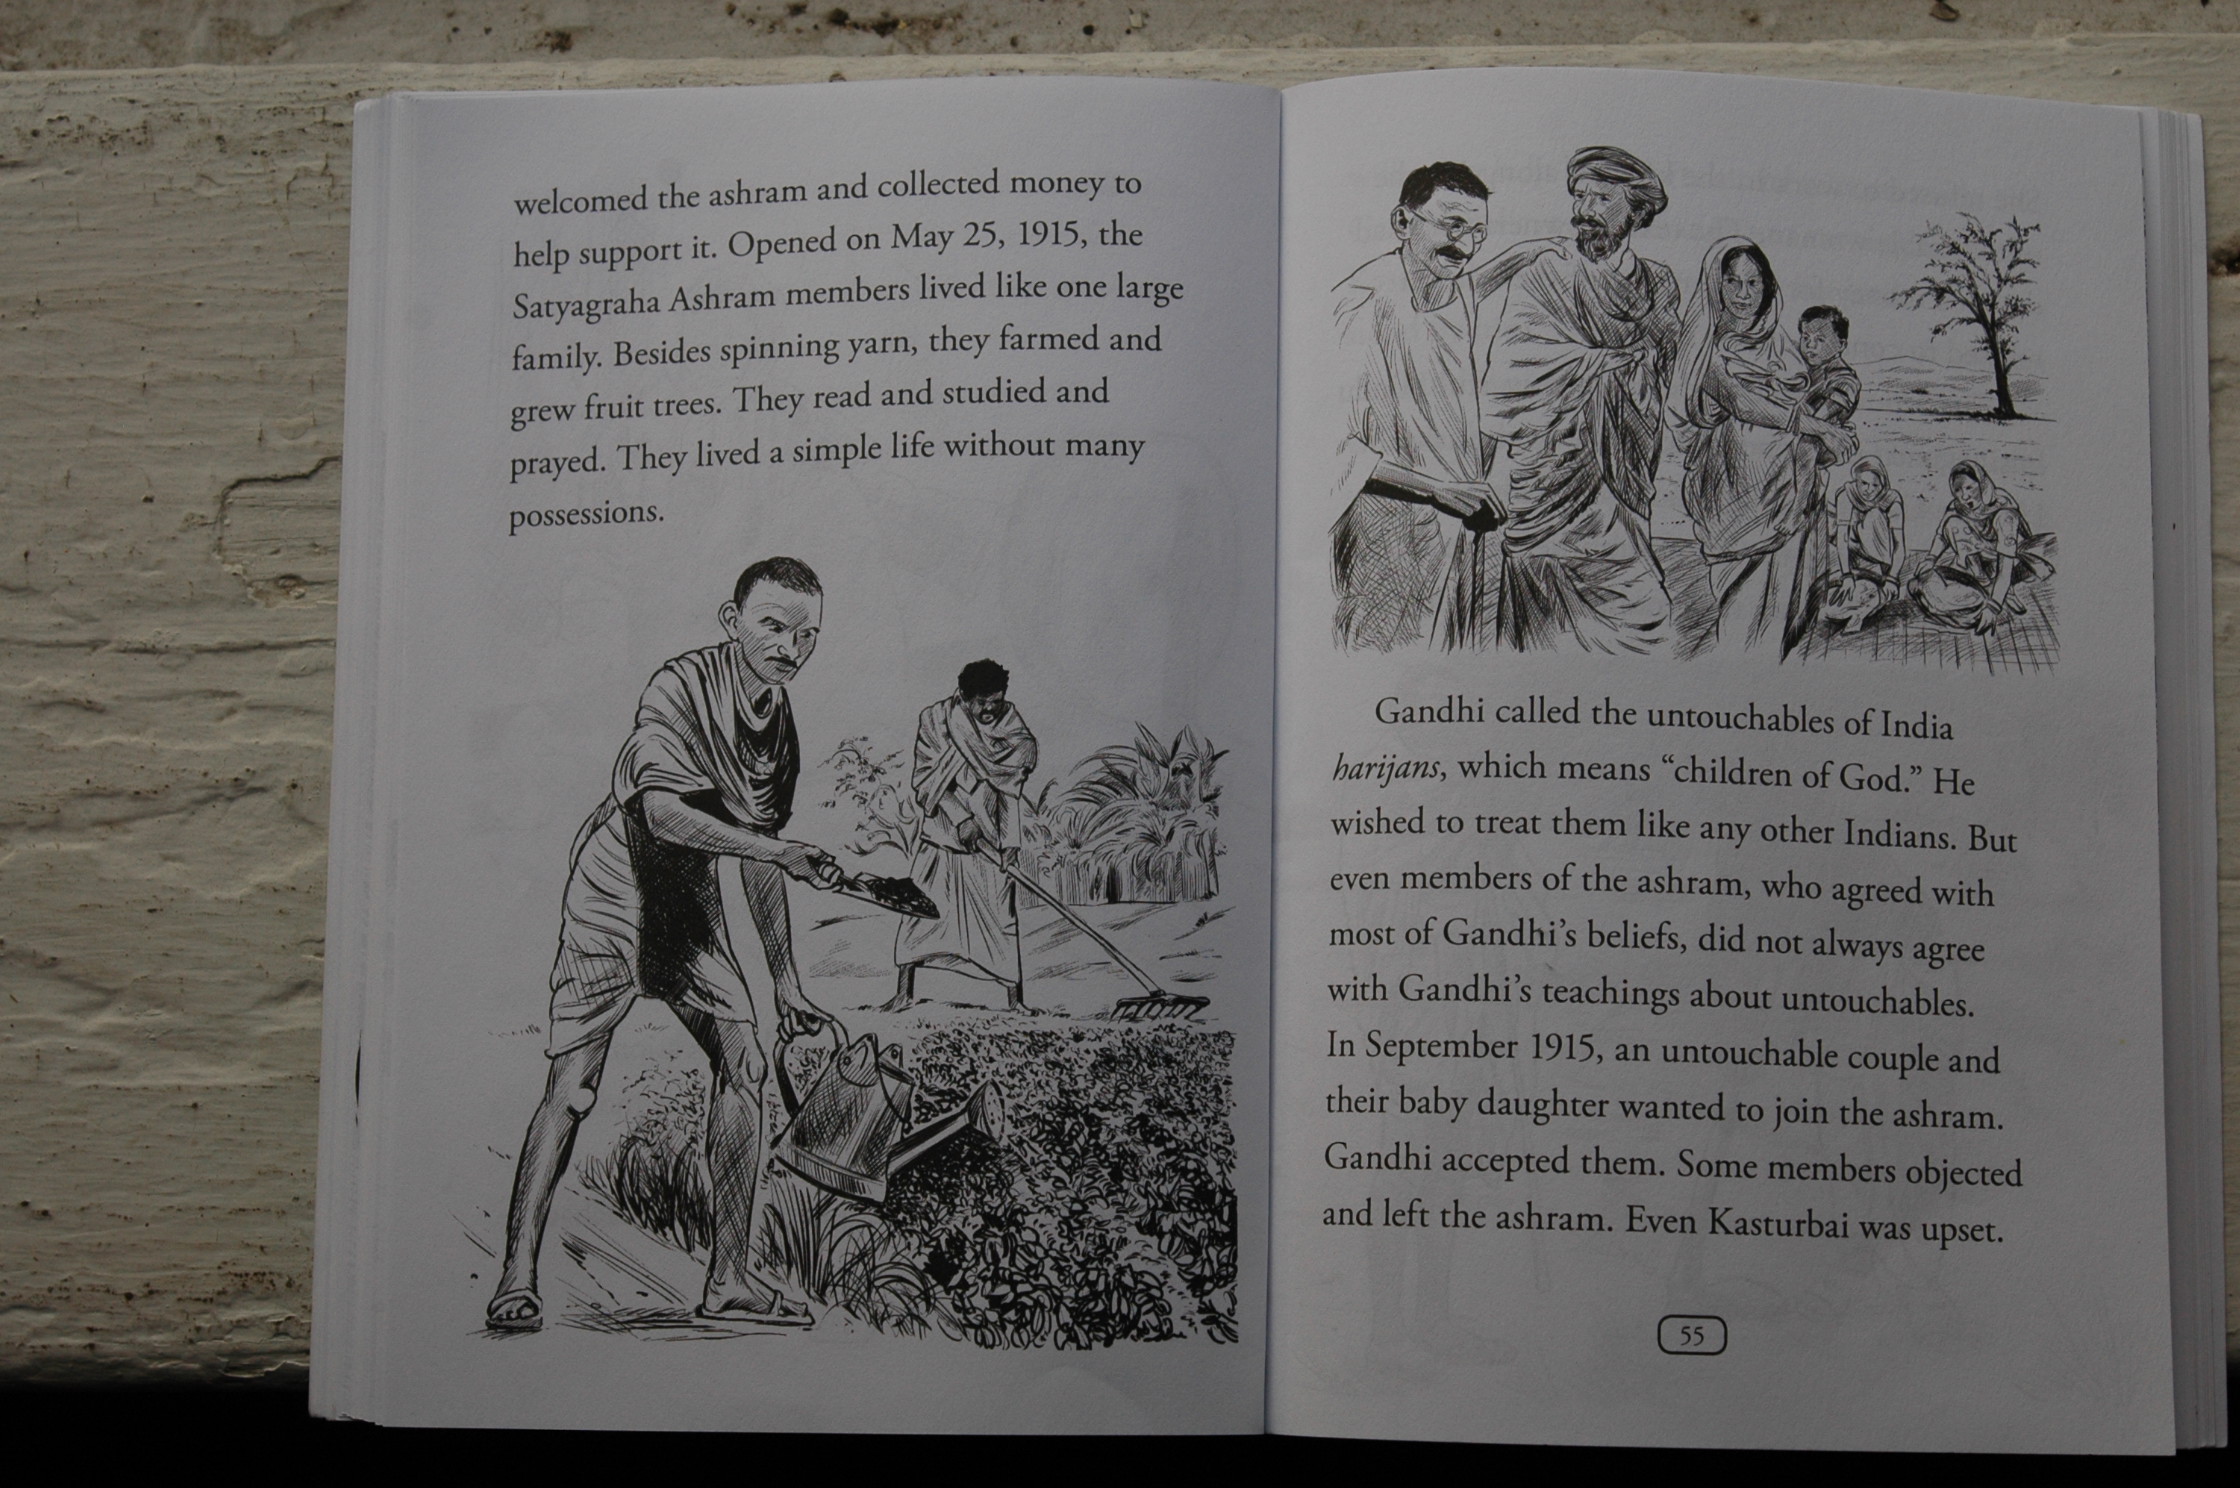 welcomed the ashram and collected money to
help support it. Opened on May 25, 1915, the
Satyagraha Ashram members lived like one large
family. Besides spinning yarn, they farmed and
grew fruit trees. They read and studied and
prayed. They lived a simple life without many
possessions.
Gandhi called the untouchables of India
harijans, which means “children of God.” He
wished to treat them like any other Indians. But
even members of the ashram, who agreed with
most of Gandhi’s beliefs, did not always agree
with Gandhi’s teachings about untouchables.
In September 1915, an untouchable couple and
their baby daughter wanted to join the ashram.
Gandhi accepted them. Some members objected
and left the ashram. Even Kasturbai was upset.
55